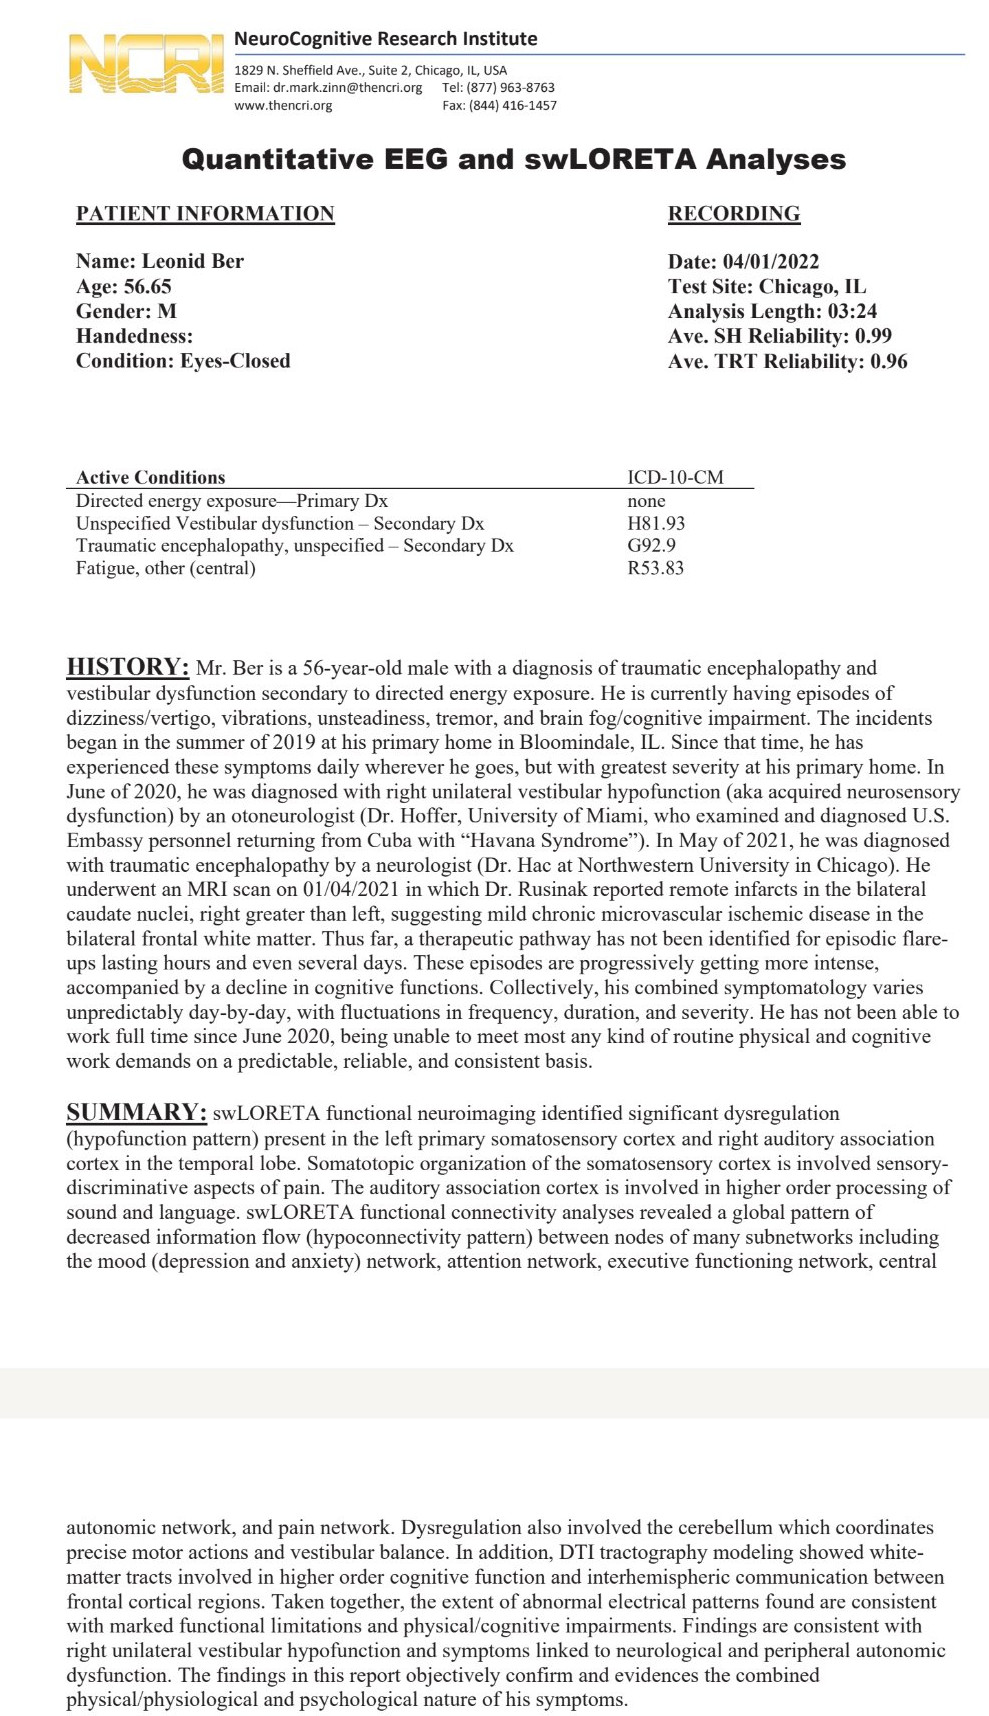 NCRI
NeuroCognitive Research Institute
1829 N. Sheffield Ave., Suite 2, Chicago, IL, USA
Email: dr.mark.zinn@thencri.org Tel: (877) 963-8763
www.thencri.org Fax: (844) 416-1457
Quantitative EEG and swLORETA Analyses
PATIENT INFORMATION RECORDING
Name: Leonid Ber Date: 04/01/2022
Age: 56.65 Test Site: Chicago, IL
Gender: M Analysis Length: 03:24
Handedness: Ave. SH Reliability: 0.99
Condition: Eyes-Closed Ave. TRT Reliability: 0.96
Active Conditions ICD-10-CM
Directed energy exposure—Primary Dx none
Unspecified Vestibular dysfunction – Secondary Dx H81.93
Traumatic encephalopathy, unspecified – Secondary Dx G92.9
Fatigue, other (central) R53.83
HISTORY: Mr. Ber is a 56-year-old male with a diagnosis of traumatic encephalopathy and
vestibular dysfunction secondary to directed energy exposure. He is currently having episodes of
dizziness/vertigo, vibrations, unsteadiness, tremor, and brain fog/cognitive impairment. The incidents
began in the summer of 2019 at his primary home in Bloomindale, IL. Since that time, he has
experienced these symptoms daily wherever he goes, but with greatest severity at his primary home. In
June of 2020, he was diagnosed with right unilateral vestibular hypofunction (aka acquired neurosensory
dysfunction) by an otoneurologist (Dr. Hoffer, University of Miami, who examined and diagnosed U.S.
Embassy personnel returning from Cuba with “Havana Syndrome”). In May of 2021, he was diagnosed
with traumatic encephalopathy by a neurologist (Dr. Hac at Northwestern University in Chicago). He
underwent an MRI scan on 01/04/2021 in which Dr. Rusinak reported remote infarcts in the bilateral
caudate nuclei, right greater than left, suggesting mild chronic microvascular ischemic disease in the
bilateral frontal white matter. Thus far, a therapeutic pathway has not been identified for episodic flare-
ups lasting hours and even several days. These episodes are progressively getting more intense,
accompanied by a decline in cognitive functions. Collectively, his combined symptomatology varies
unpredictably day-by-day, with fluctuations in frequency, duration, and severity. He has not been able to
work full time since June 2020, being unable to meet most any kind of routine physical and cognitive
work demands on a predictable, reliable, and consistent basis.
SUMMARY: swLORETA functional neuroimaging identified significant dysregulation
(hypofunction pattern) present in the left primary somatosensory cortex and right auditory association
cortex in the temporal lobe. Somatotopic organization of the somatosensory cortex is involved sensory-
discriminative aspects of pain. The auditory association cortex is involved in higher order processing of
sound and language. swLORETA functional connectivity analyses revealed a global pattern of
decreased information flow (hypoconnectivity pattern) between nodes of many subnetworks including
the mood (depression and anxiety) network, attention network, executive functioning network, central
autonomic network, and pain network. Dysregulation also involved the cerebellum which coordinates
precise motor actions and vestibular balance. In addition, DTI tractography modeling showed white-
matter tracts involved in higher order cognitive function and interhemispheric communication between
frontal cortical regions. Taken together, the extent of abnormal electrical patterns found are consistent
with marked functional limitations and physical/cognitive impairments. Findings are consistent with
right unilateral vestibular hypofunction and symptoms linked to neurological and peripheral autonomic
dysfunction. The findings in this report objectively confirm and evidences the combined
physical/physiological and psychological nature of his symptoms.